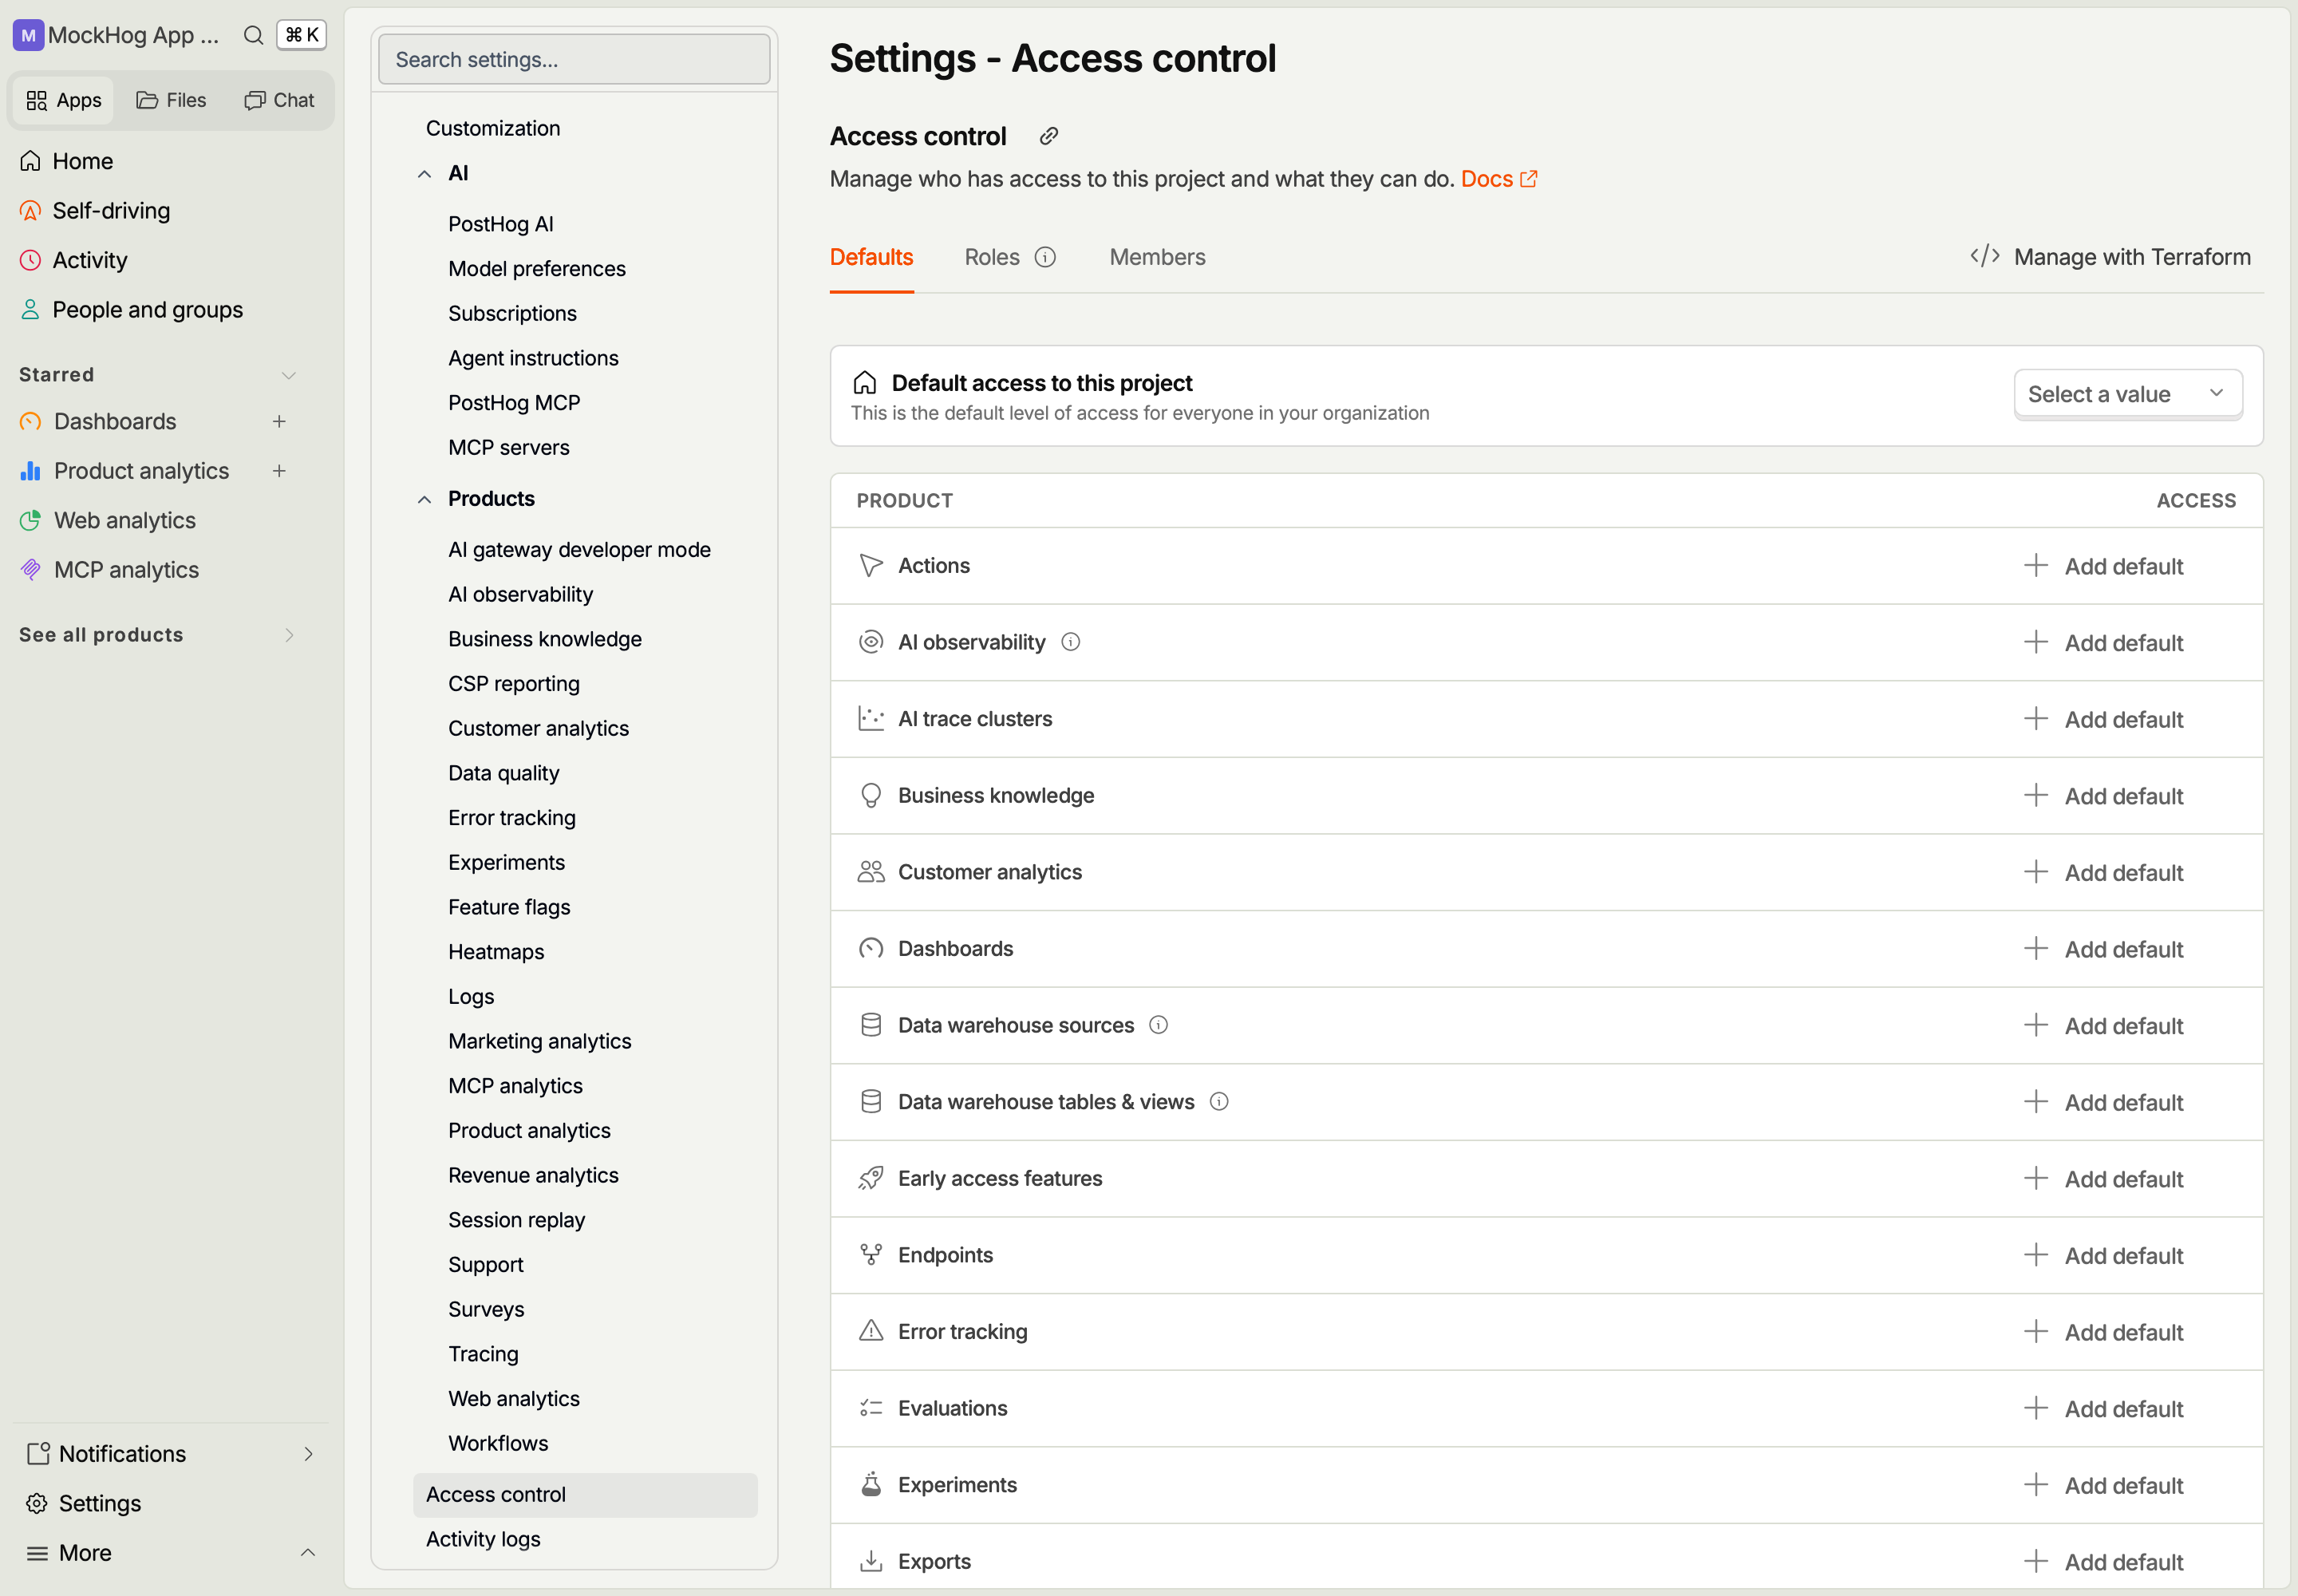 M MockHog App ... ⌘ K
Apps Files Chat
Home
Self-driving
Activity
People and groups
Starred
Dashboards
Product analytics
Web analytics
MCP analytics
See all products
Notifications
Settings
More
Search settings...
Customization
AI
PostHog AI
Model preferences
Subscriptions
Agent instructions
PostHog MCP
MCP servers
Products
AI gateway developer mode
AI observability
Business knowledge
CSP reporting
Customer analytics
Data quality
Error tracking
Experiments
Feature flags
Heatmaps
Logs
Marketing analytics
MCP analytics
Product analytics
Revenue analytics
Session replay
Support
Surveys
Tracing
Web analytics
Workflows
Access control
Activity logs
Settings - Access control
Access control
Manage who has access to this project and what they can do. Docs
Defaults Roles Members Manage with Terraform
Default access to this project
This is the default level of access for everyone in your organization
Select a value
PRODUCT ACCESS
Actions Add default
AI observability Add default
AI trace clusters Add default
Business knowledge Add default
Customer analytics Add default
Dashboards Add default
Data warehouse sources Add default
Data warehouse tables & views Add default
Early access features Add default
Endpoints Add default
Error tracking Add default
Evaluations Add default
Experiments Add default
Exports Add default